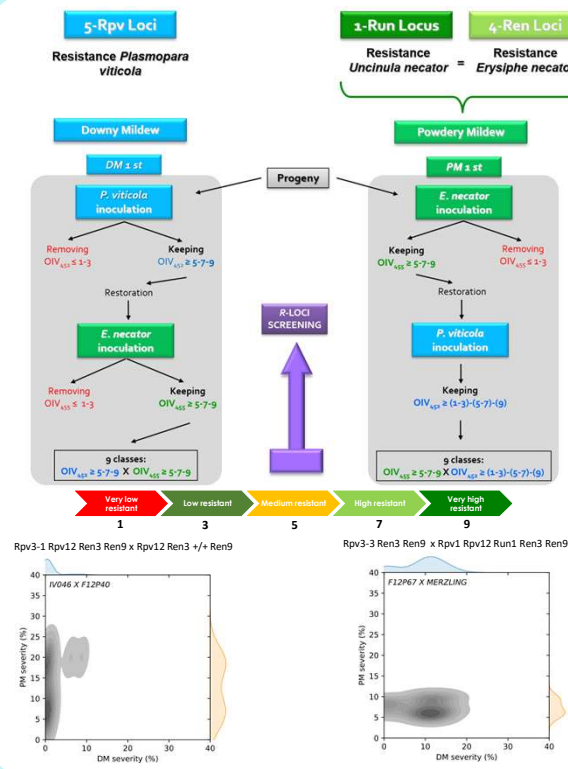 5-Rpv Loci
Resistance Plasmopara
viticola
1-Run Locus
4-Ren Loci
Resistance
Uncinula necator
=
Resistance
Erysiphe necato
Downy Mildew
DM 1 st
P. viticola
inoculation
Removing
OIV452 ≤ 1-3
Keeping
OIV452 ≥ 5-7-9
Restoration
E. necator
inoculation
Removing
OIV455 ≤ 1-3
Keeping
OIV455 ≥ 5-7-9
9 classes:
OIV452 ≥ 5-7-9 X OIV455 ≥ 5-7-9
Progeny
R-LOCI
SCREENING
Powdery Mildew
PM 1 st
E. necator
inoculation
Keeping
OIV455 ≥ 5-7-9
Removing
OIV455 ≤ 1-3
Restoration
P. viticola
inoculation
Keeping
OIV452 ≥ (1-3)-(5-7)-(9)
9 classes:
OIV455 ≥ 5-7-9 X OIV452 ≥ (1-3)-(5-7)-(9)
Very low
resistant
Low resistant
Medium resistant
High resistant
Very high
resistant
1 3 5 7 9
Rpv3-1 Rpv12 Ren3 Ren9 x Rpv12 Ren3 +/+ Ren9
IV046 X F12P40
PM severity (%)
40
35
30
25
20
15
10
5
0
0 10 20 30 40
DM severity (%)
Rpv3-3 Ren3 Ren9 x Rpv1 Rpv12 Run1 Ren3 Ren9
F12P67 X MERZLING
PM severity (%)
40
35
30
25
20
15
10
5
0
0 10 20 30 40
DM severity (%)